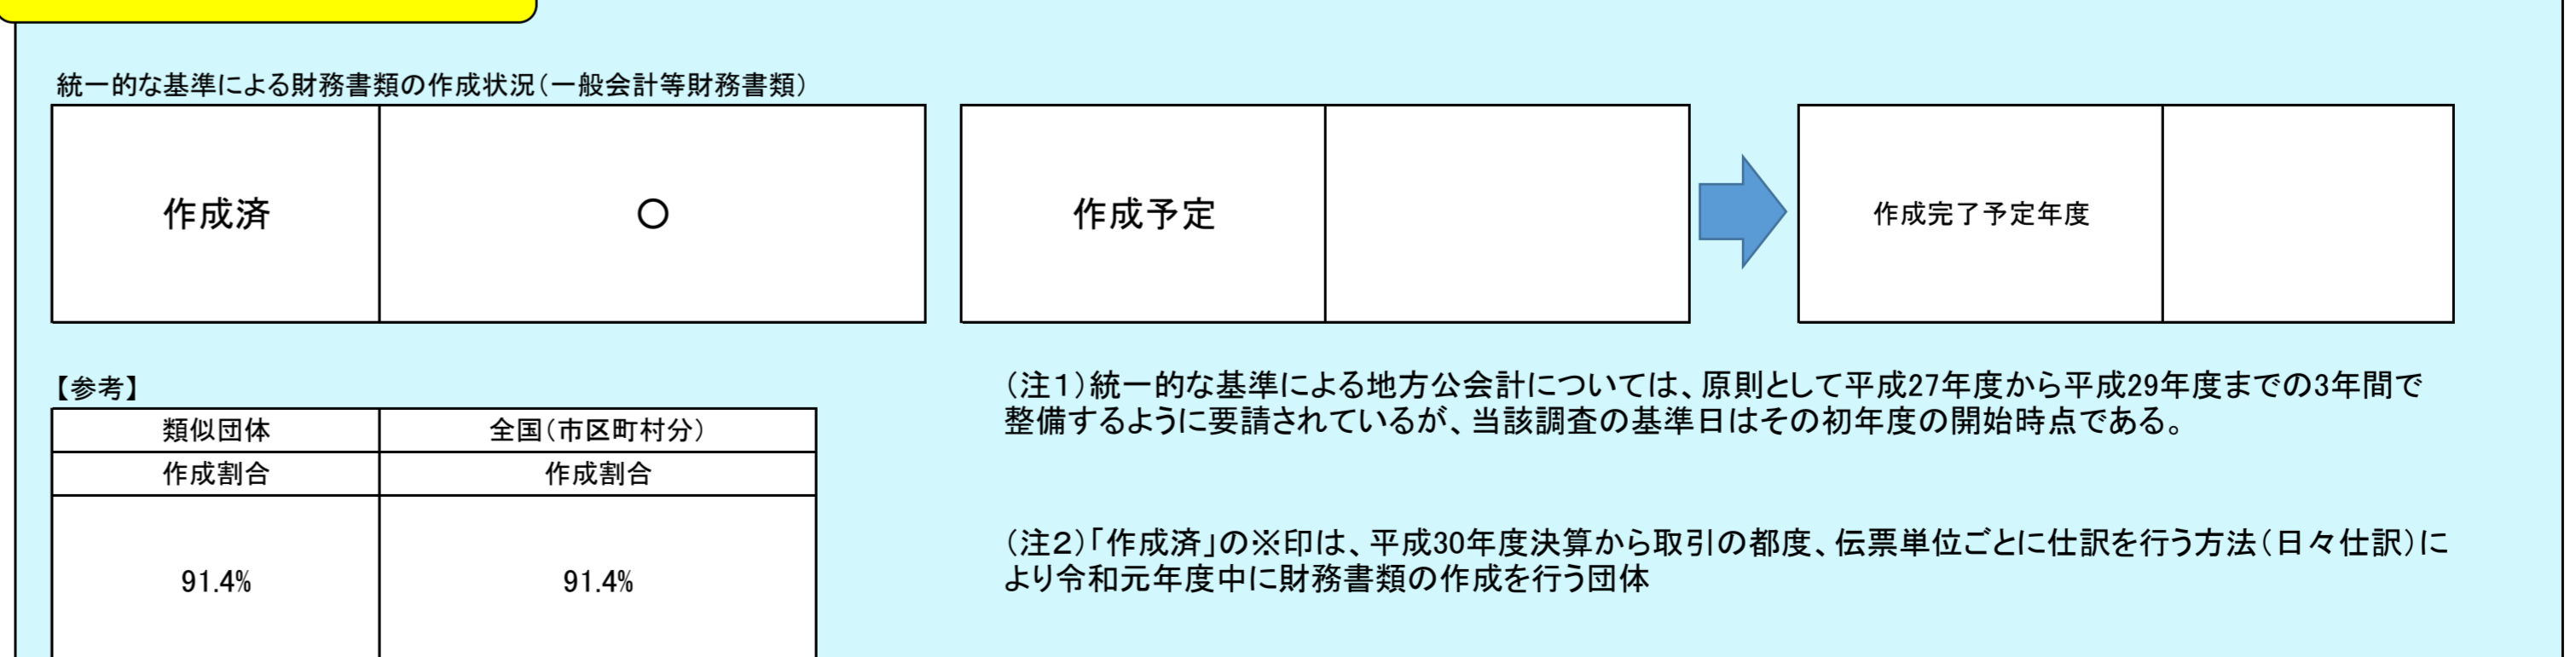 統一的な基準による財務書類の作成状況（一般会計等財務書類）
作成済
○
作成予定
作成完了予定年度
【参考】
類似団体
全国（市区町村分）
作成割合
作成割合
91.4%
91.4%
（注１）統一的な基準による地方公会計については、原則として平成27年度から平成29年度までの3年間で
整備するように要請されているが、当該調査の基準日はその初年度の開始時点である。
（注２）「作成済」の※印は、平成30年度決算から取引の都度、伝票単位ごとに仕訳を行う方法（日々仕訳）に
より令和元年度中に財務書類の作成を行う団体